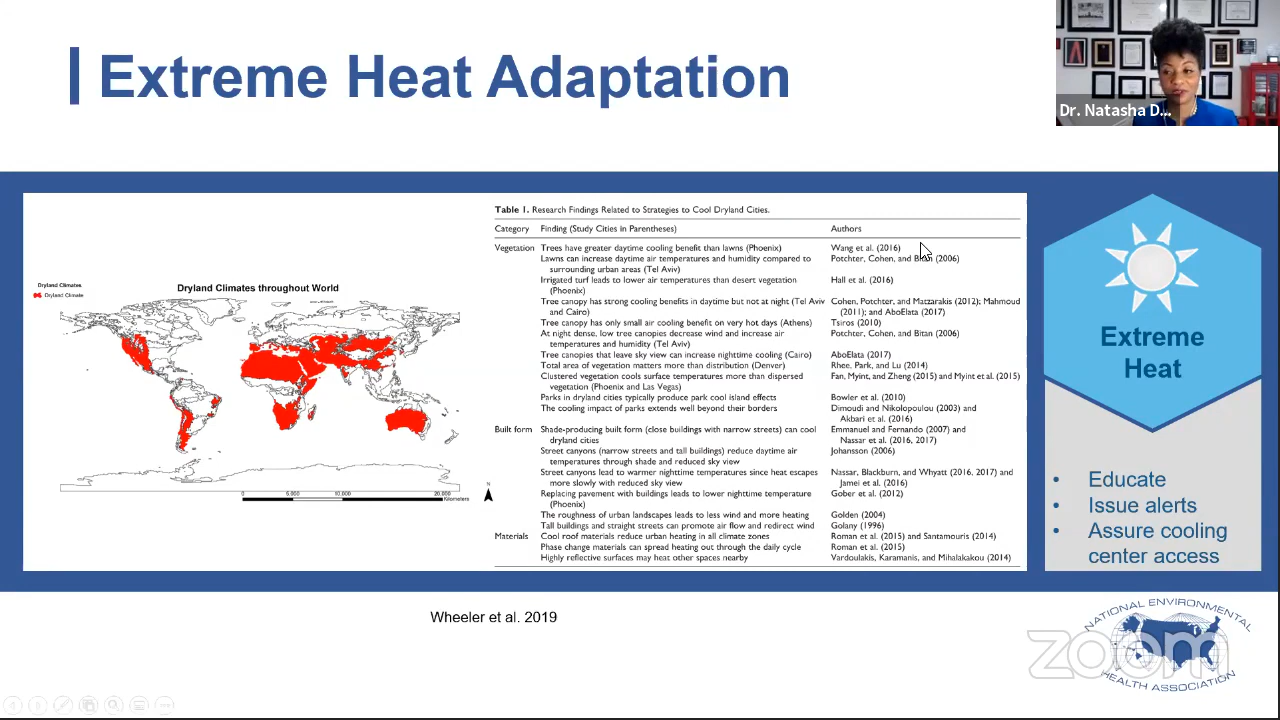 Extreme Heat Adaptation
Dr. Natasha D...
Dryland Climates
Dryland Climate
Dryland Climates throughout World
N
0
5,000
10,000
20,000
Kilometers
Table 1. Research Findings Related to Strategies to Cool Dryland Cities.
Category Finding (Study Cities in Parentheses) Authors
Vegetation Trees have greater daytime cooling benefit than lawns (Phoenix) Wang et al. (2016)
Lawns can increase daytime air temperatures and humidity compared to Potchter, Cohen, and Bitan (2006)
surrounding urban areas (Tel Aviv)
Irrigated turf leads to lower air temperatures than desert vegetation Hall et al. (2016)
(Phoenix)
Tree canopy has strong cooling benefits in daytime but not at night (Tel Aviv Cohen, Potchter, and Matzarakis (2012); Mahmoud
and Cairo) (2011); and AboElata (2017)
Tree canopy has only small air cooling benefit on very hot days (Athens) Tsiros (2010)
At night dense, low tree canopies decrease wind and increase air Potchter, Cohen, and Bitan (2006)
temperatures and humidity (Tel Aviv)
Tree canopies that leave sky view can increase nighttime cooling (Cairo) AboElata (2017)
Total area of vegetation matters more than distribution (Denver) Rhee, Park, and Lu (2014)
Clustered vegetation cools surface temperatures more than dispersed Fan, Myint, and Zheng (2015) and Myint et al. (2015)
vegetation (Phoenix and Las Vegas)
Parks in dryland cities typically produce park cool island effects Bowler et al. (2010)
The cooling impact of parks extends well beyond their borders Dimoudi and Nikolopoulou (2003) and
Akbari et al. (2016)
Built form Shade-producing built form (close buildings with narrow streets) can cool Emmanuel and Fernando (2007) and
dryland cities Nassar et al. (2016, 2017)
Street canyons (narrow streets and tall buildings) reduce daytime air Johansson (2006)
temperatures through shade and reduced sky view
Street canyons lead to warmer nighttime temperatures since heat escapes Nassar, Blackburn, and Whyatt (2016, 2017) and
more slowly with reduced sky view Jamei et al. (2016)
Replacing pavement with buildings leads to lower nighttime temperature Gober et al. (2012)
(Phoenix)
The roughness of urban landscapes leads to less wind and more heating Golden (2004)
Tall buildings and straight streets can promote air flow and redirect wind Golany (1996)
Materials Cool roof materials reduce urban heating in all climate zones Roman et al. (2015) and Santamouris (2014)
Phase change materials can spread heating out through the daily cycle Roman et al. (2015)
Highly reflective surfaces may heat other spaces nearby Vardoulakis, Karamanis, and Mihalakakou (2014)
Extreme
Heat
• Educate
• Issue alerts
• Assure cooling
center access
Wheeler et al. 2019
NATIONAL ENVIRONMENTAL
HEALTH ASSOCIATION
zoom